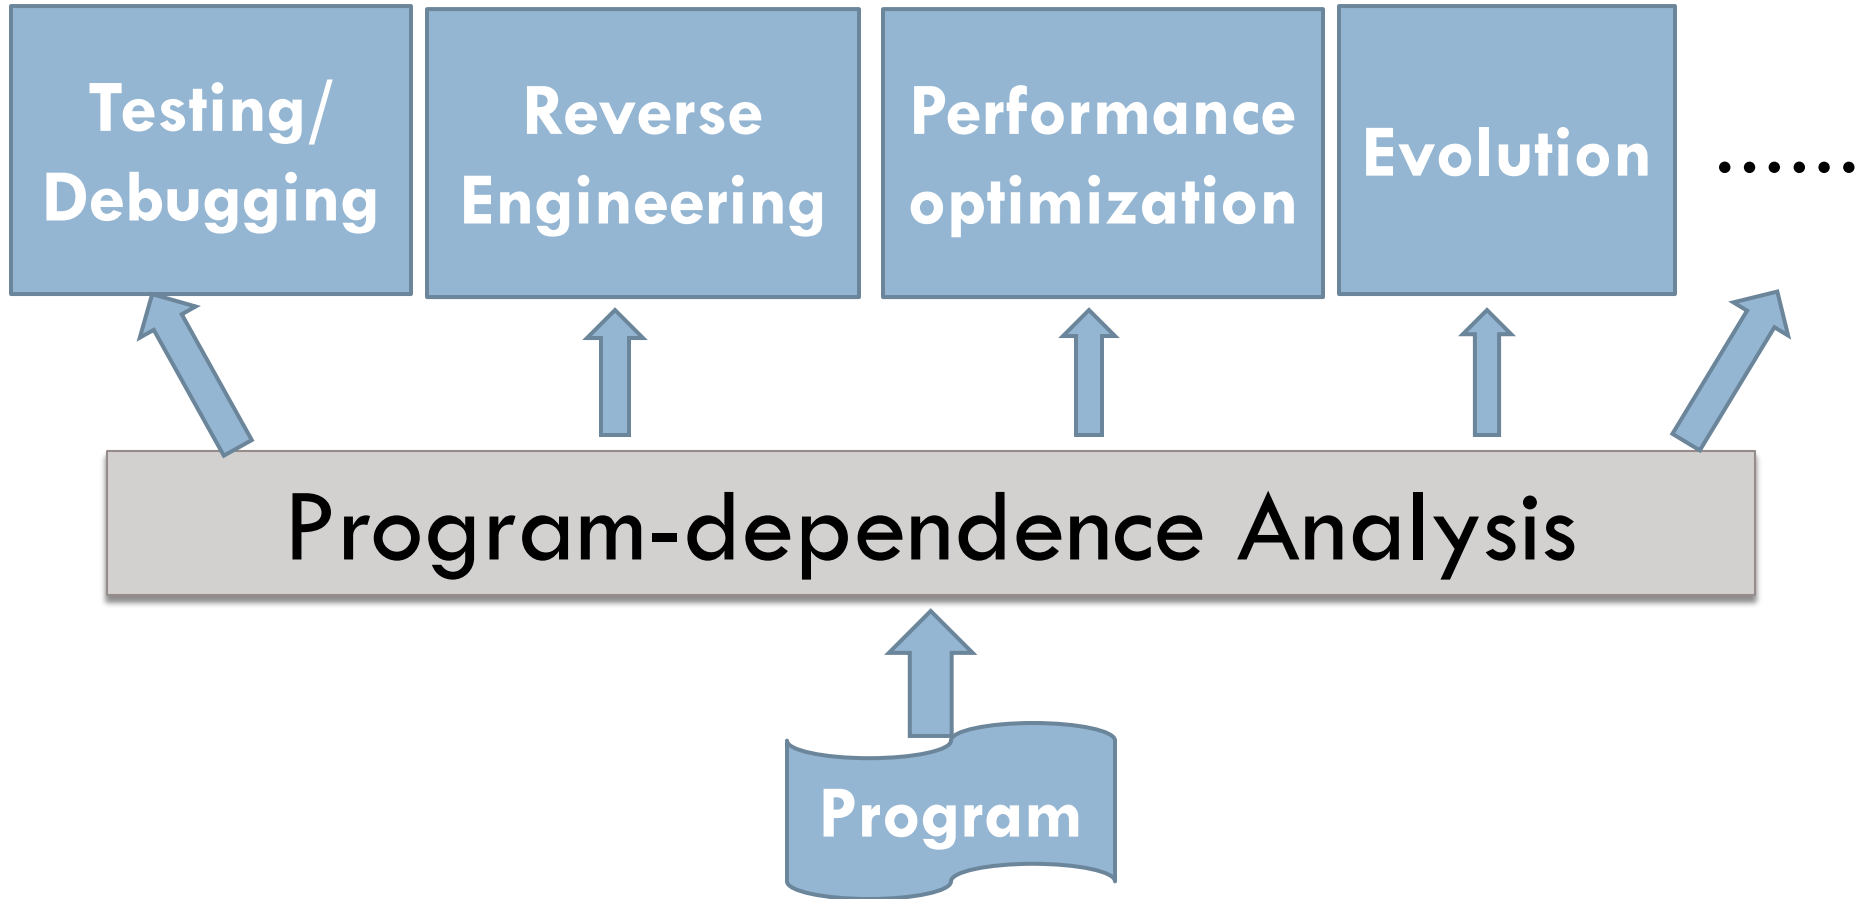 Testing/
Debugging
Reverse
Engineering
Performance
optimization
Evolution
......
Program-dependence Analysis
Program